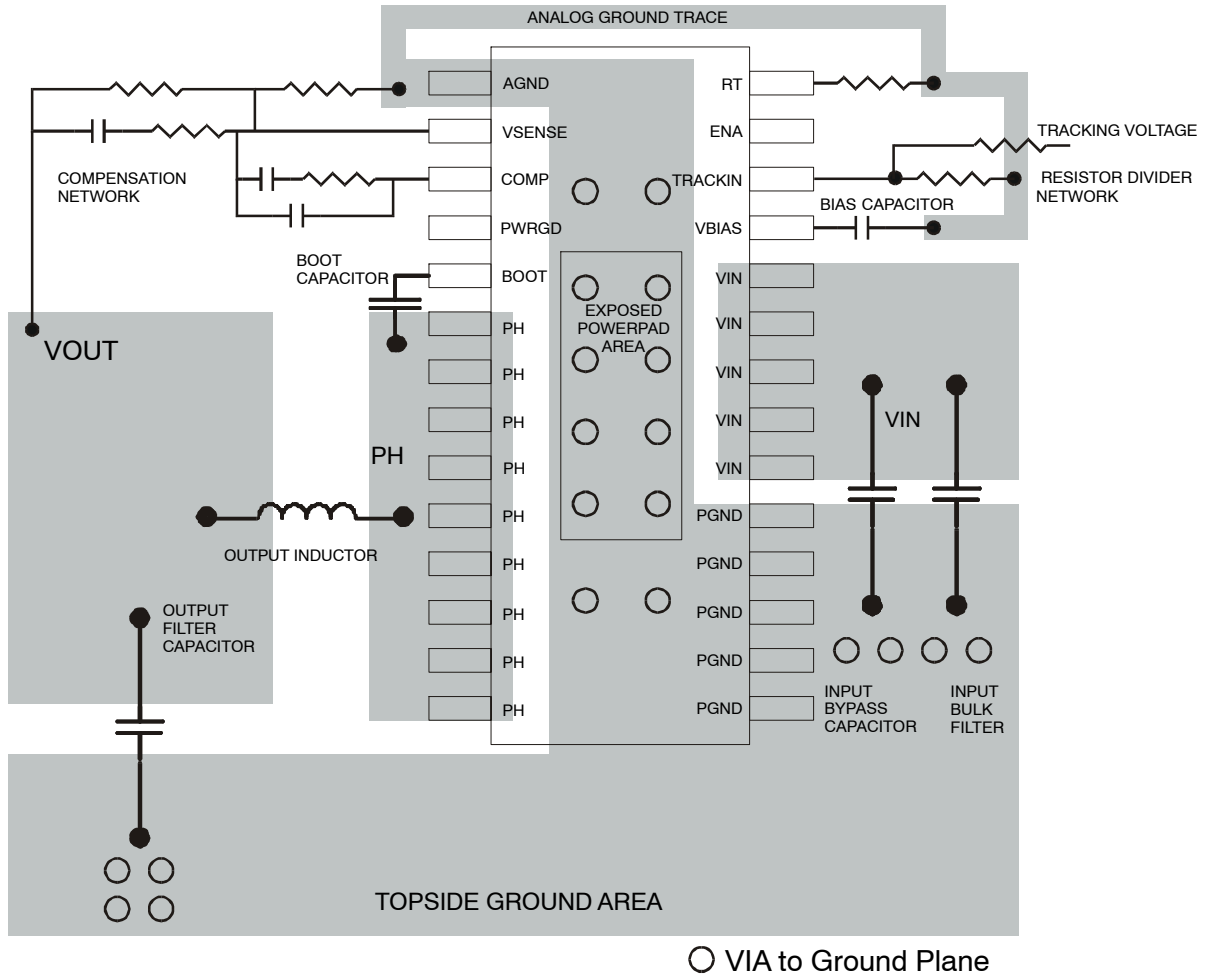 ANALOG GROUND TRACE
AGND
VSENSE
COMP
PWRGD
BOOT
PH
PH
PH
PH
PH
PH
PH
PH
PH
RT
ENA
TRACKIN
VBIAS
VIN
VIN
VIN
VIN
VIN
PGND
PGND
PGND
PGND
PGND
COMPENSATION
NETWORK
BOOT
CAPACITOR
TRACKING VOLTAGE
RESISTOR DIVIDER
NETWORK
BIAS CAPACITOR
EXPOSED
POWERPAD
AREA
VOUT
PH
VIN
OUTPUT INDUCTOR
OUTPUT
FILTER
CAPACITOR
INPUT
BYPASS
CAPACITOR
INPUT
BULK
FILTER
TOPSIDE GROUND AREA
VIA to Ground Plane